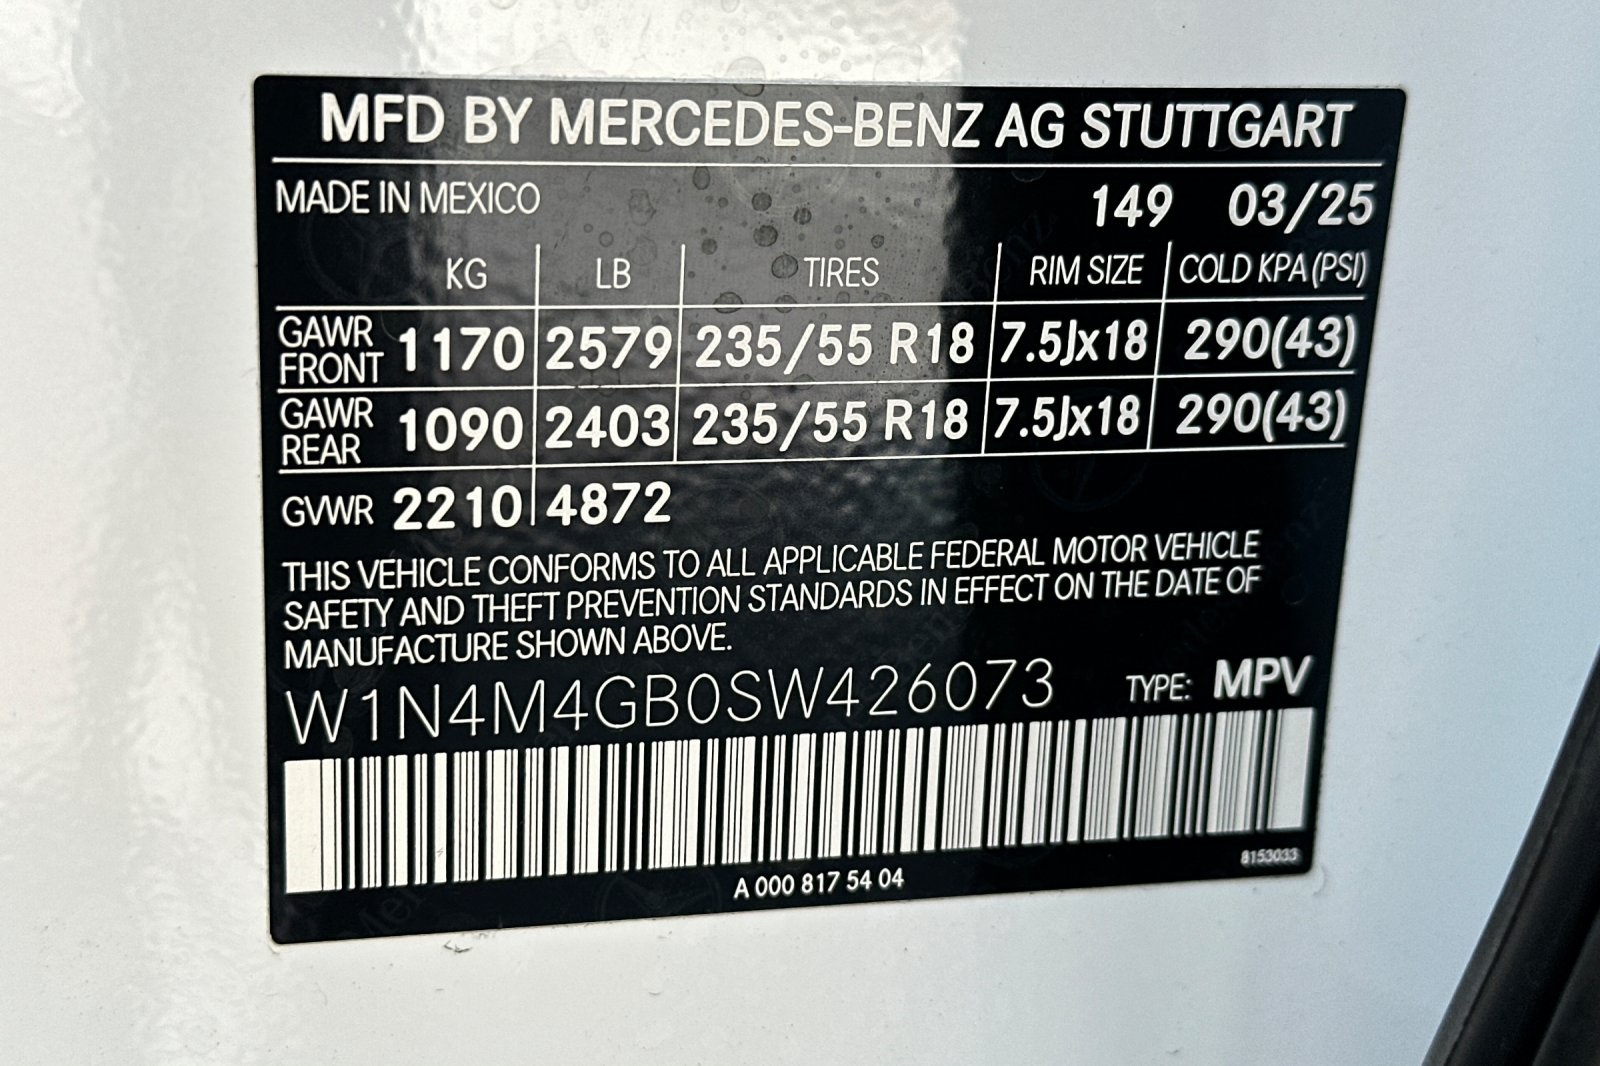 MFD BY MERCEDES-BENZ AG STUTTGART
MADE IN MEXICO 149 03/25
KG LB TIRES RIM SIZE COLD KPA (PSI)
GAWR FRONT 1170 2579 235/55 R18 7.5Jx18 290(43)
GAWR REAR 1090 2403 235/55 R18 7.5Jx18 290(43)
GVWR 2210 4872
THIS VEHICLE CONFORMS TO ALL APPLICABLE FEDERAL MOTOR VEHICLE
SAFETY AND THEFT PREVENTION STANDARDS IN EFFECT ON THE DATE OF
MANUFACTURE SHOWN ABOVE.
W1N4M4GB0SW426073 TYPE: MPV
8153033
A 000 817 54 04